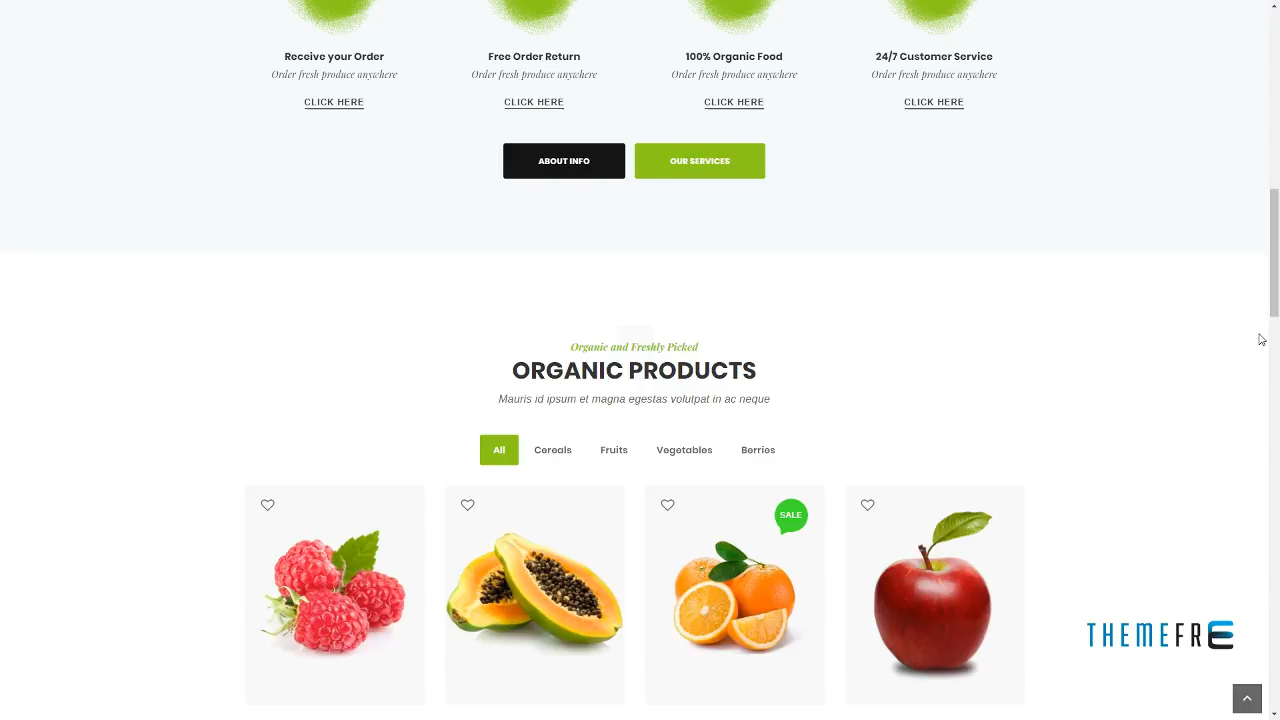 Receive your Order
Free Order Return
100% Organic Food
24/7 Customer Service
Order fresh produce anywhere
Order fresh produce anywhere
Order fresh produce anywhere
Order fresh produce anywhere
CLICK HERE
CLICK HERE
CLICK HERE
CLICK HERE
ABOUT INFO
OUR SERVICES
Organic and Freshly Picked
ORGANIC PRODUCTS
Mauris id ipsum et magna egestas volutpat in ac neque
All
Cereals
Fruits
Vegetables
Berries
SALE
THEMEFRE